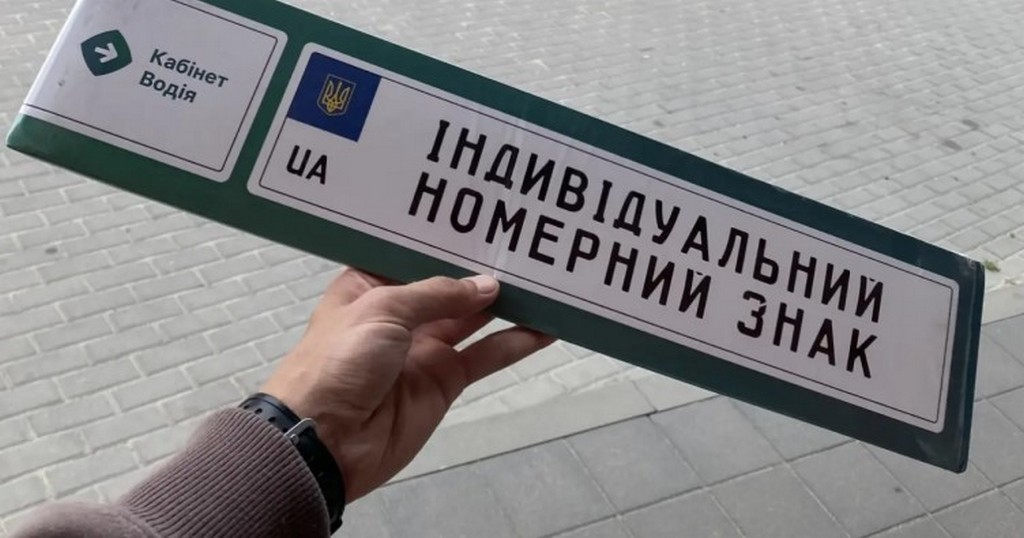 Кабінет
Водія
UA
ІНДИВІДУАЛЬНИЙ
НОМЕРНИЙ ЗНАК